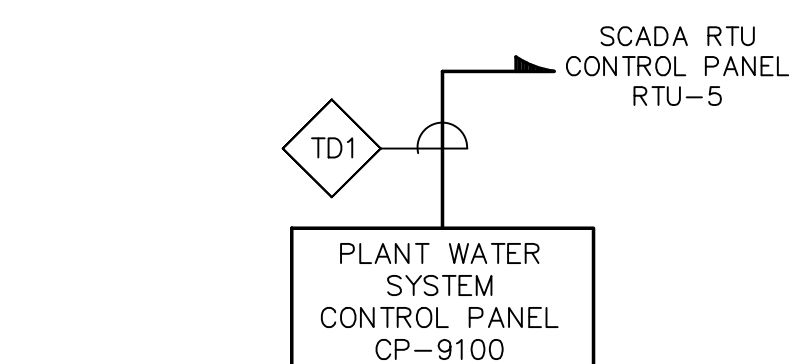 SCADA RTU
CONTROL PANEL
RTU-5
TD1
PLANT WATER
SYSTEM
CONTROL PANEL
CP-9100